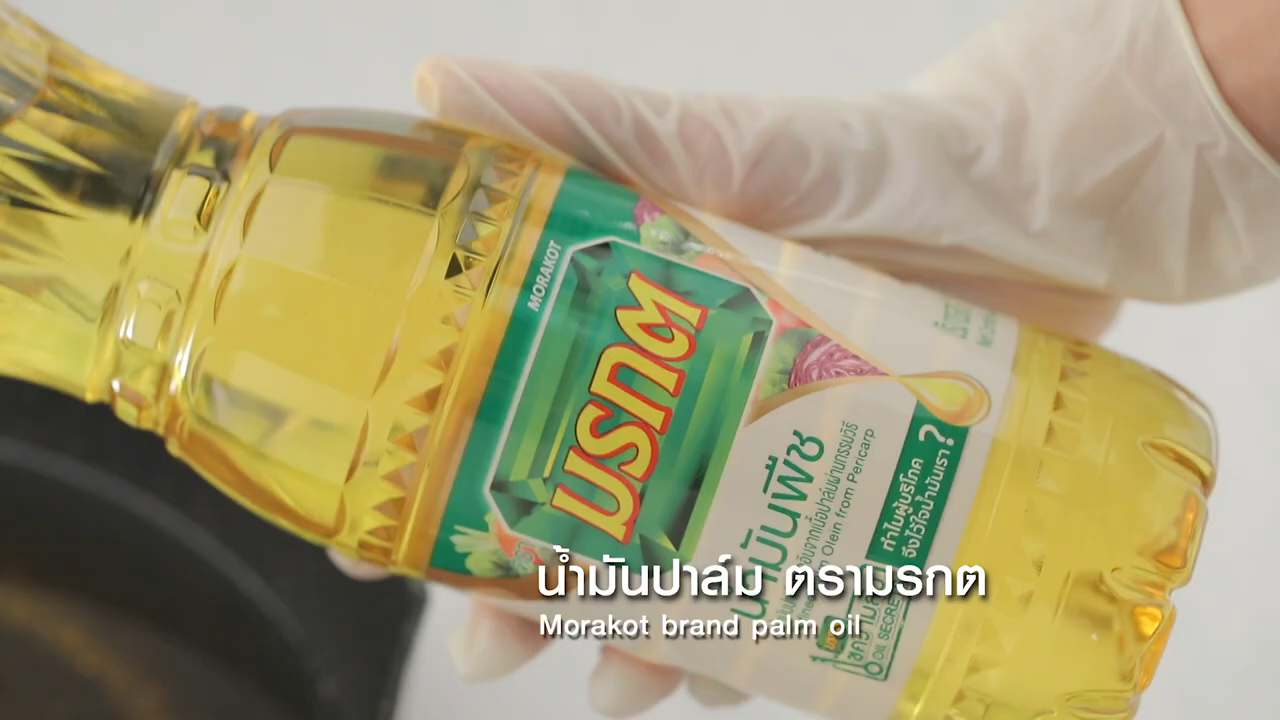 MORAKOT
มรกต
น้ำมันพืช
Olein from Pericarp
ทำไมผู้บริโภค
จึงไว้ใจน้ำมันเรา?
OIL SECRE
น้ำมันปาล์ม ตรามรกต
Morakot brand palm oil